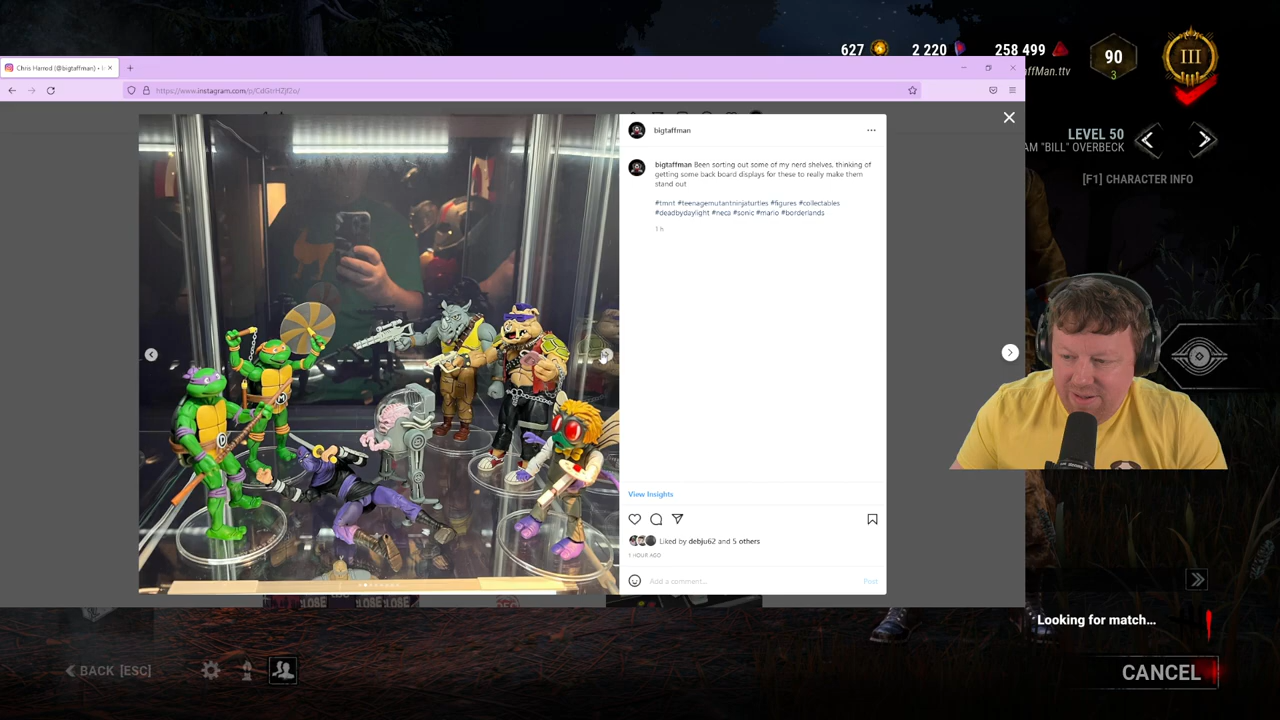 627
2 220
258 499
90
3
III
ffMan.ttv
Chris Harrod (@bigtaffman) • I
https://www.instagram.com/p/CdGtrHZJf2o/
LEVEL 50
AM "BILL" OVERBECK
[F1] CHARACTER INFO
bigtaffman
bigtaffman Been sorting out some of my nerd shelves, thinking of
getting some back board displays for these to really make them
stand out
#tmnt #teenagemutantninjaturtles #figures #collectables
#deadbydaylight #neca #sonic #mario #borderlands
1 h
D
M
View Insights
Liked by debju62 and 5 others
1 HOUR AGO
Add a comment...
Post
Looking for match...
BACK [ESC]
CANCEL